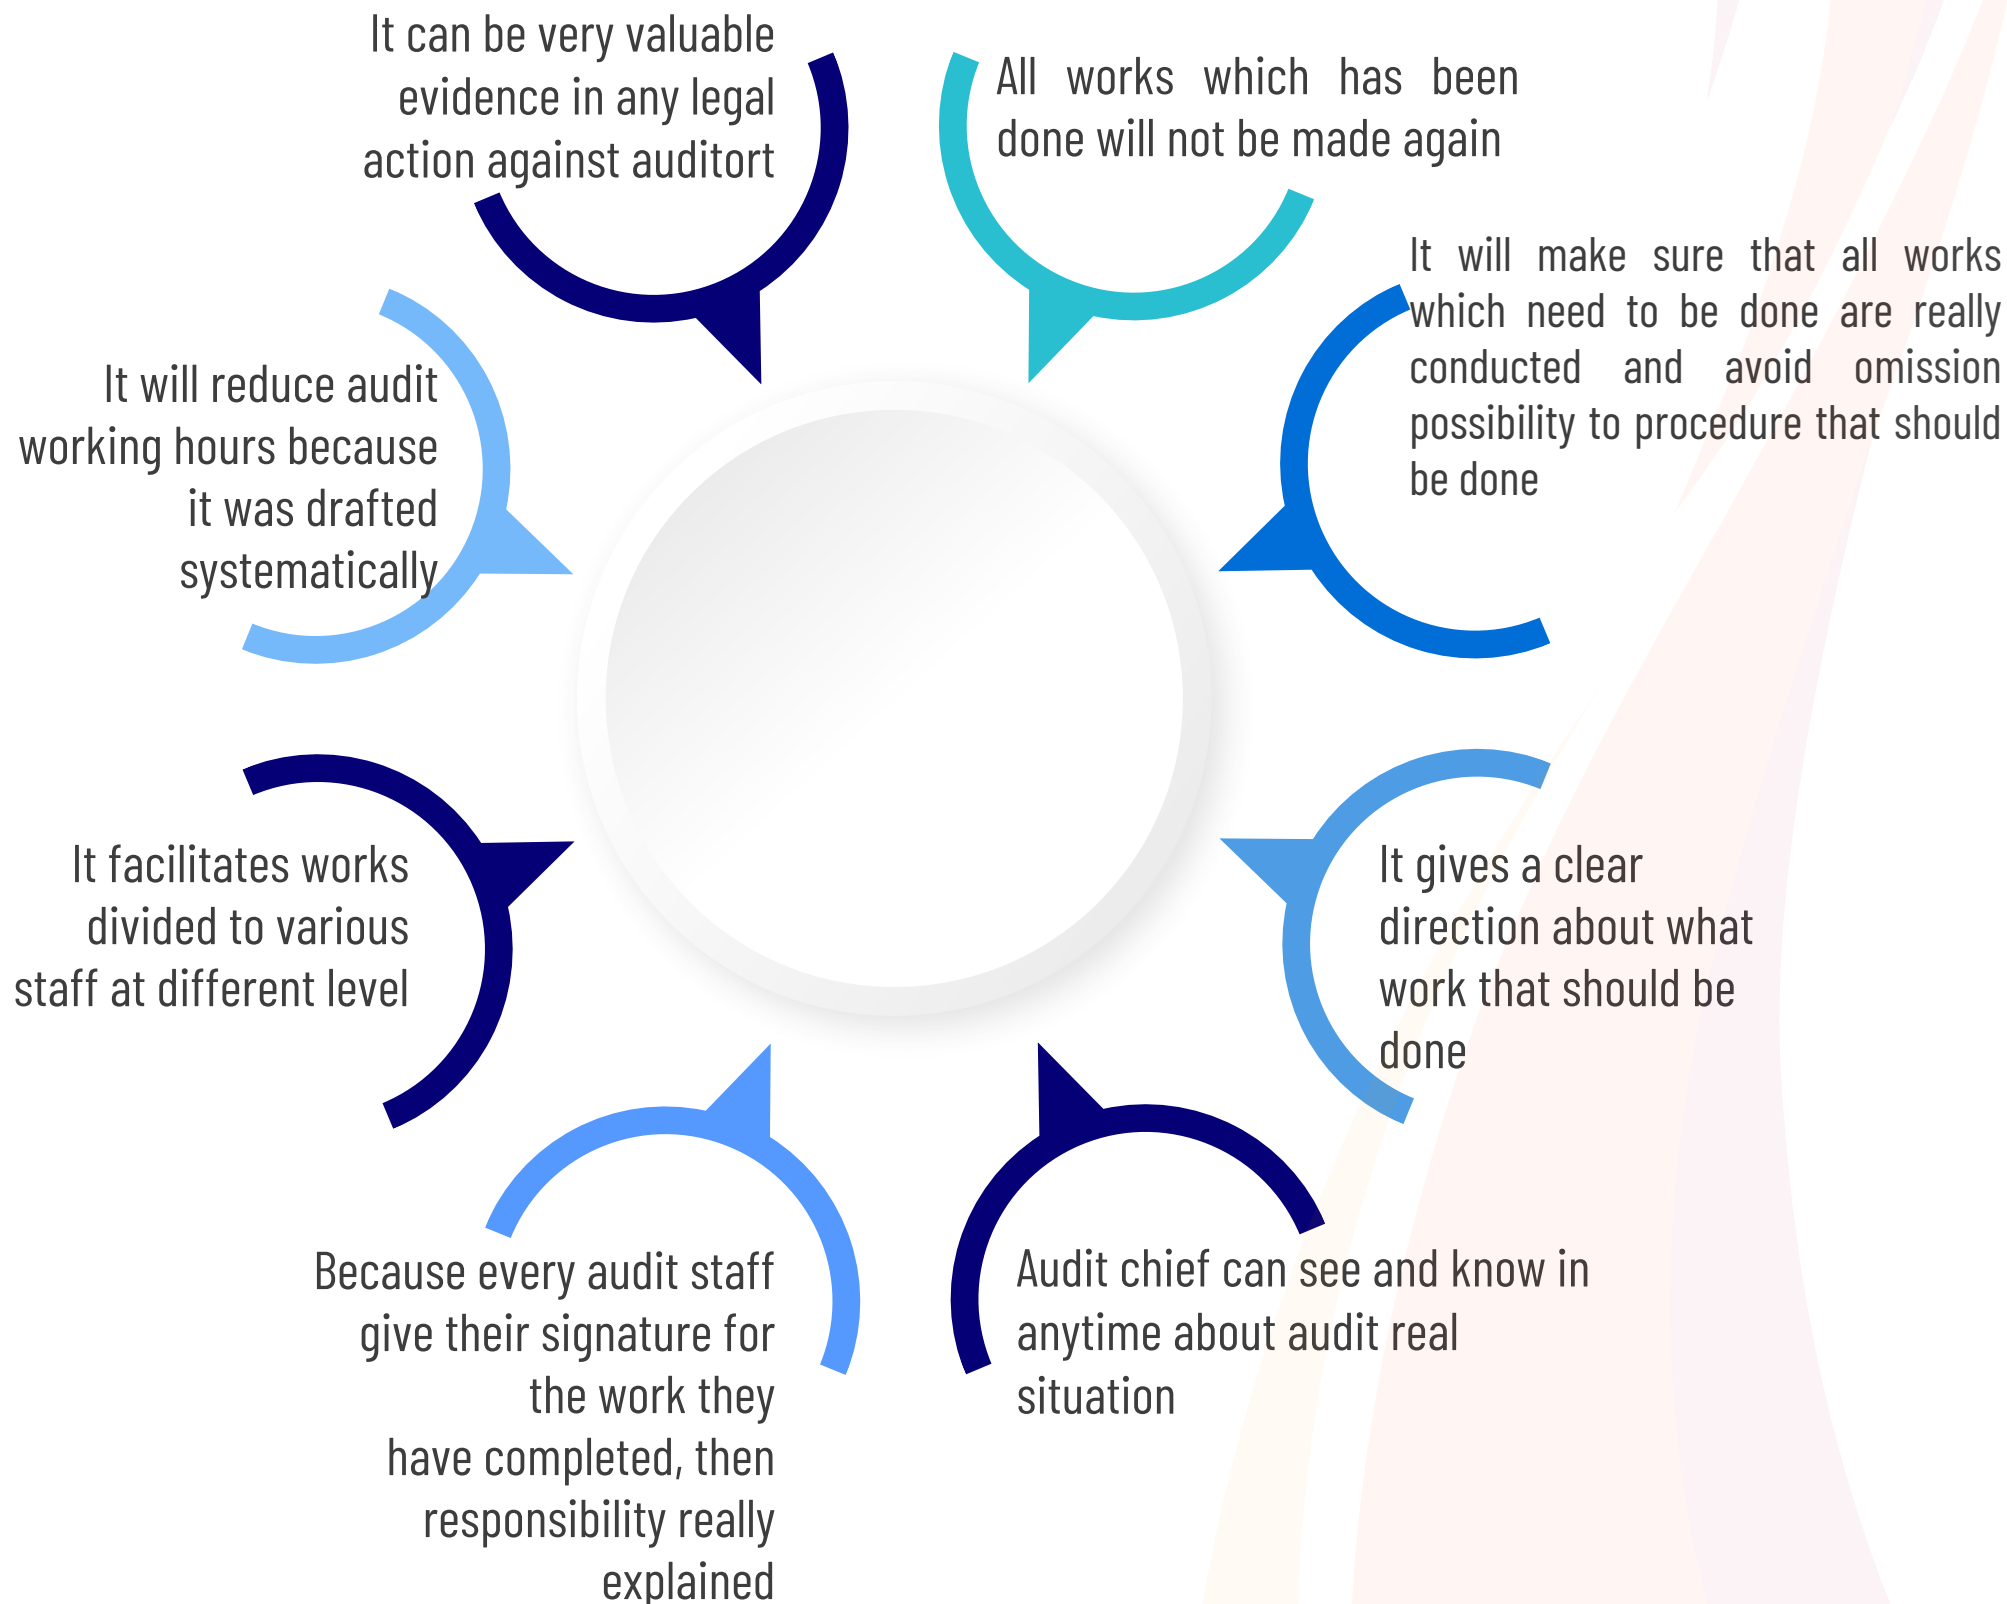 It can be very valuable
evidence in any legal
action against auditort
All works which has been
done will not be made again
It will make sure that all works
which need to be done are really
conducted and avoid omission
possibility to procedure that should
be done
It will reduce audit
working hours because
it was drafted
systematically
It facilitates works
divided to various
staff at different level
It gives a clear
direction about what
work that should be
done
Because every audit staff
give their signature for
the work they
have completed, then
responsibility really
explained
Audit chief can see and know in
anytime about audit real
situation